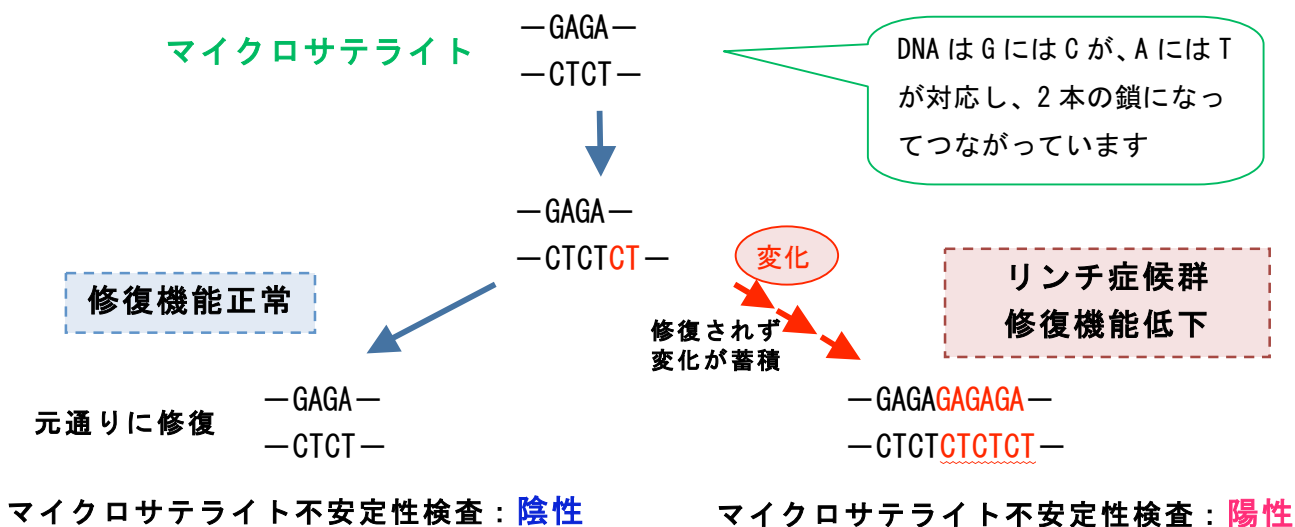 マイクロサテライト
―GAGA―
―CTCT―
DNAはGにはCが、AにはT
が対応し、2本の鎖になっ
てつながっています
―GAGA―
―CTCTCT―
変化
修復機能正常
リンチ症候群
修復機能低下
修復されず
変化が蓄積
元通りに修復
―GAGA―
―CTCT―
―GAGAGAGAGA―
―CTCTCTCTCT―
マイクロサテライト不安定性検査:陰性
マイクロサテライト不安定性検査:陽性